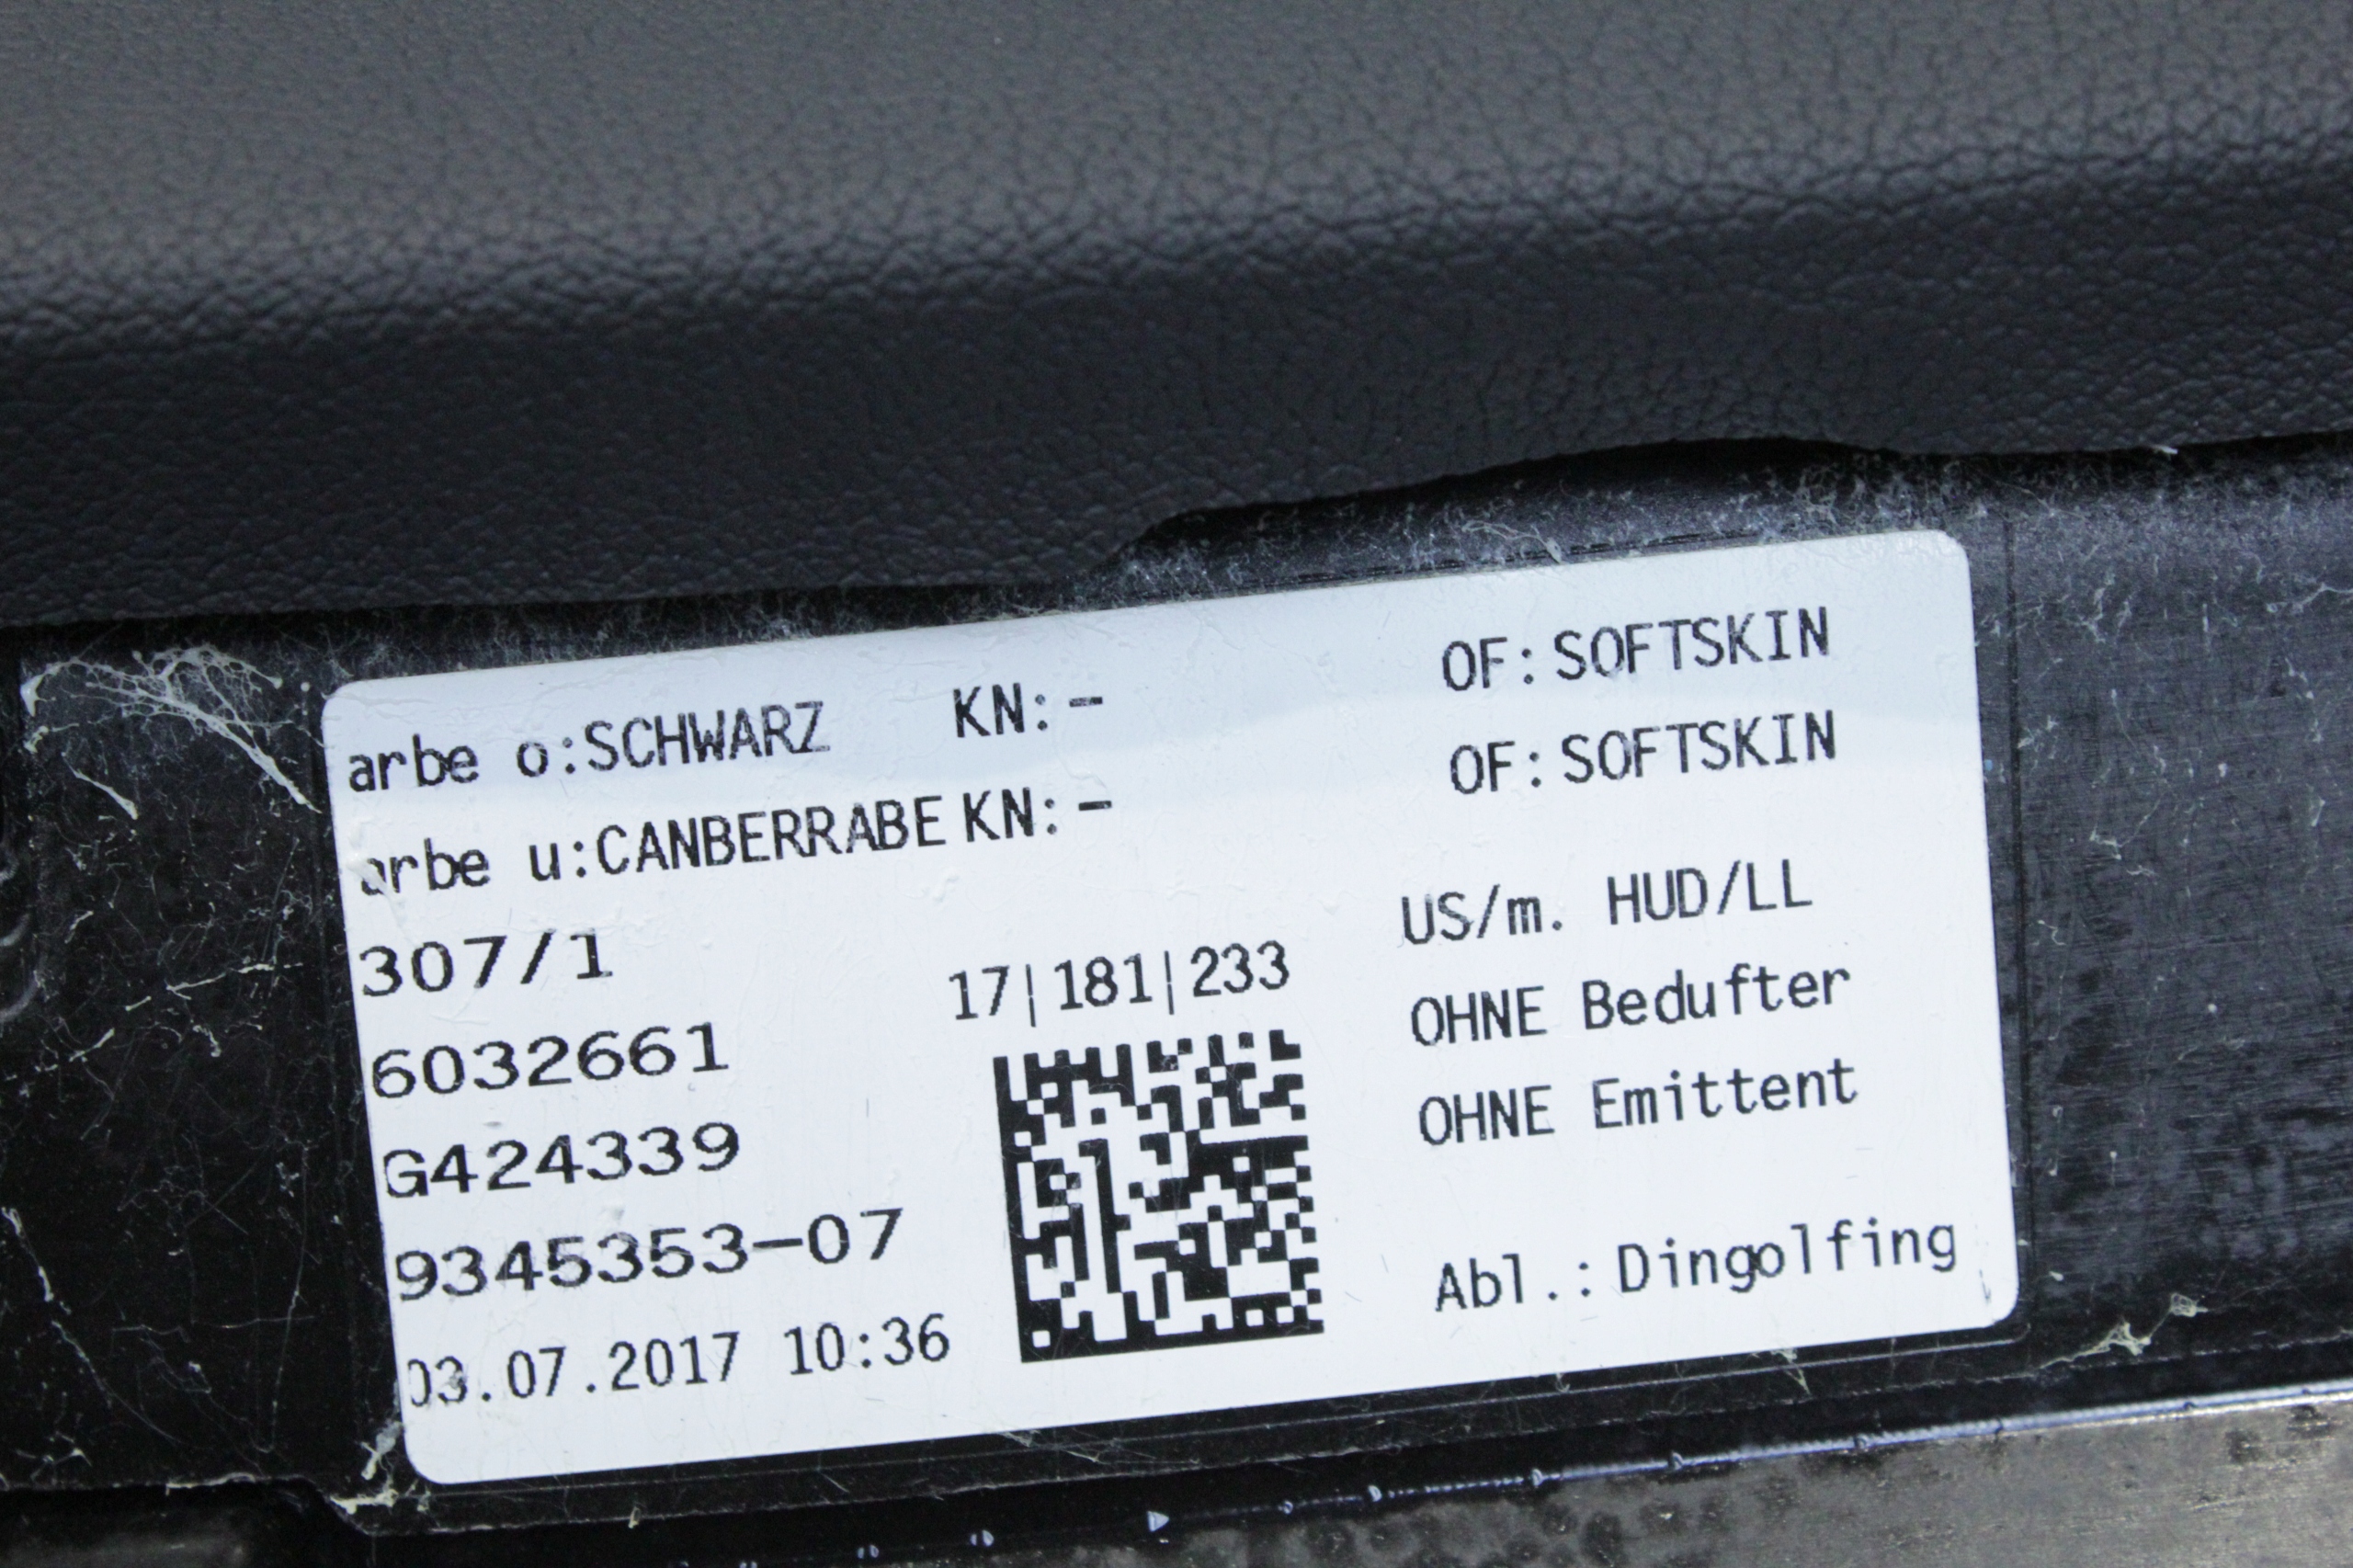 arbe o:SCHWARZ KN:- OF:SOFTSKIN
arbe u:CANBERRABE KN:- OF:SOFTSKIN
307/1 17|181|233 US/m. HUD/LL
6032661 OHNE Bedufter
G424339 OHNE Emittent
9345353-07
03.07.2017 10:36 Abl.:Dingolfing